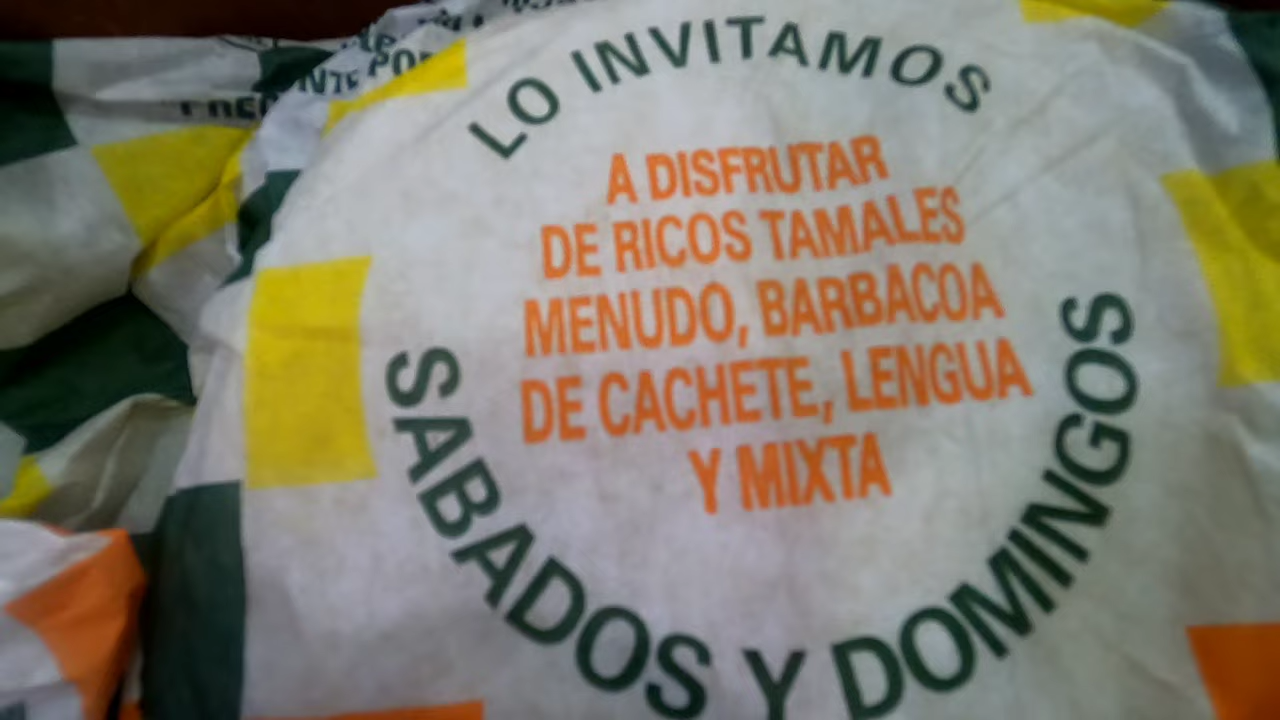 LO INVITAMOS
A DISFRUTAR
DE RICOS TAMALES
MENUDO, BARBACOA
DE CACHETE, LENGUA
Y MIXTA
SABADOS Y DOMINGOS